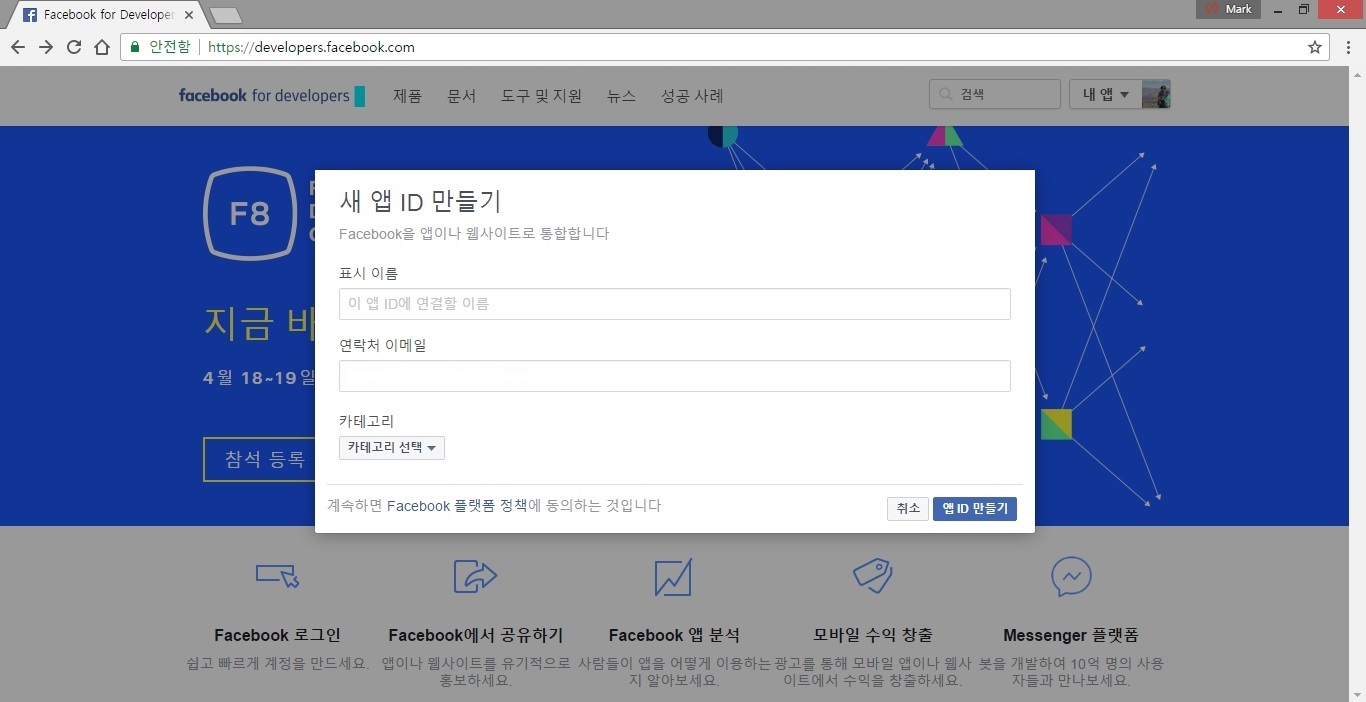 Facebook for Developer
Mark
안전함 https://developers.facebook.com
facebook for developers 제품 문서 도구 및 지원 뉴스 성공 사례 검색 내 앱
F8
지금
4월 18~19일
참석 등록
새 앱 ID 만들기
Facebook을 앱이나 웹사이트로 통합합니다
표시 이름
이 앱 ID에 연결할 이름
연락처 이메일
카테고리
카테고리 선택
계속하면 Facebook 플랫폼 정책에 동의하는 것입니다 취소 앱 ID 만들기
Facebook 로그인
쉽고 빠르게 계정을 만드세요.
Facebook에서 공유하기
앱이나 웹사이트를 유기적으로
홍보하세요.
Facebook 앱 분석
사람들이 앱을 어떻게 이용하는
지 알아보세요.
모바일 수익 창출
광고를 통해 모바일 앱이나 웹사
이트에서 수익을 창출하세요.
Messenger 플랫폼
봇을 개발하여 10억 명의 사용
자들과 만나보세요.